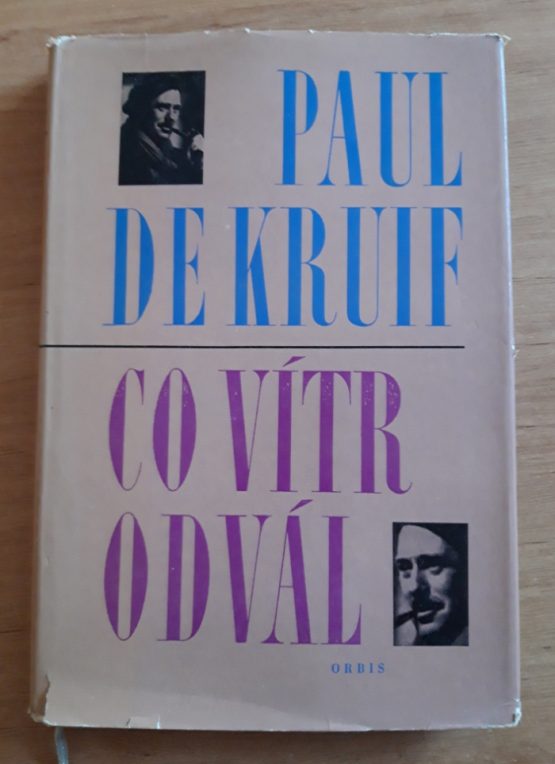 PAUL
DE KRUIF
CO VÍTR
ODVÁL
ORBIS